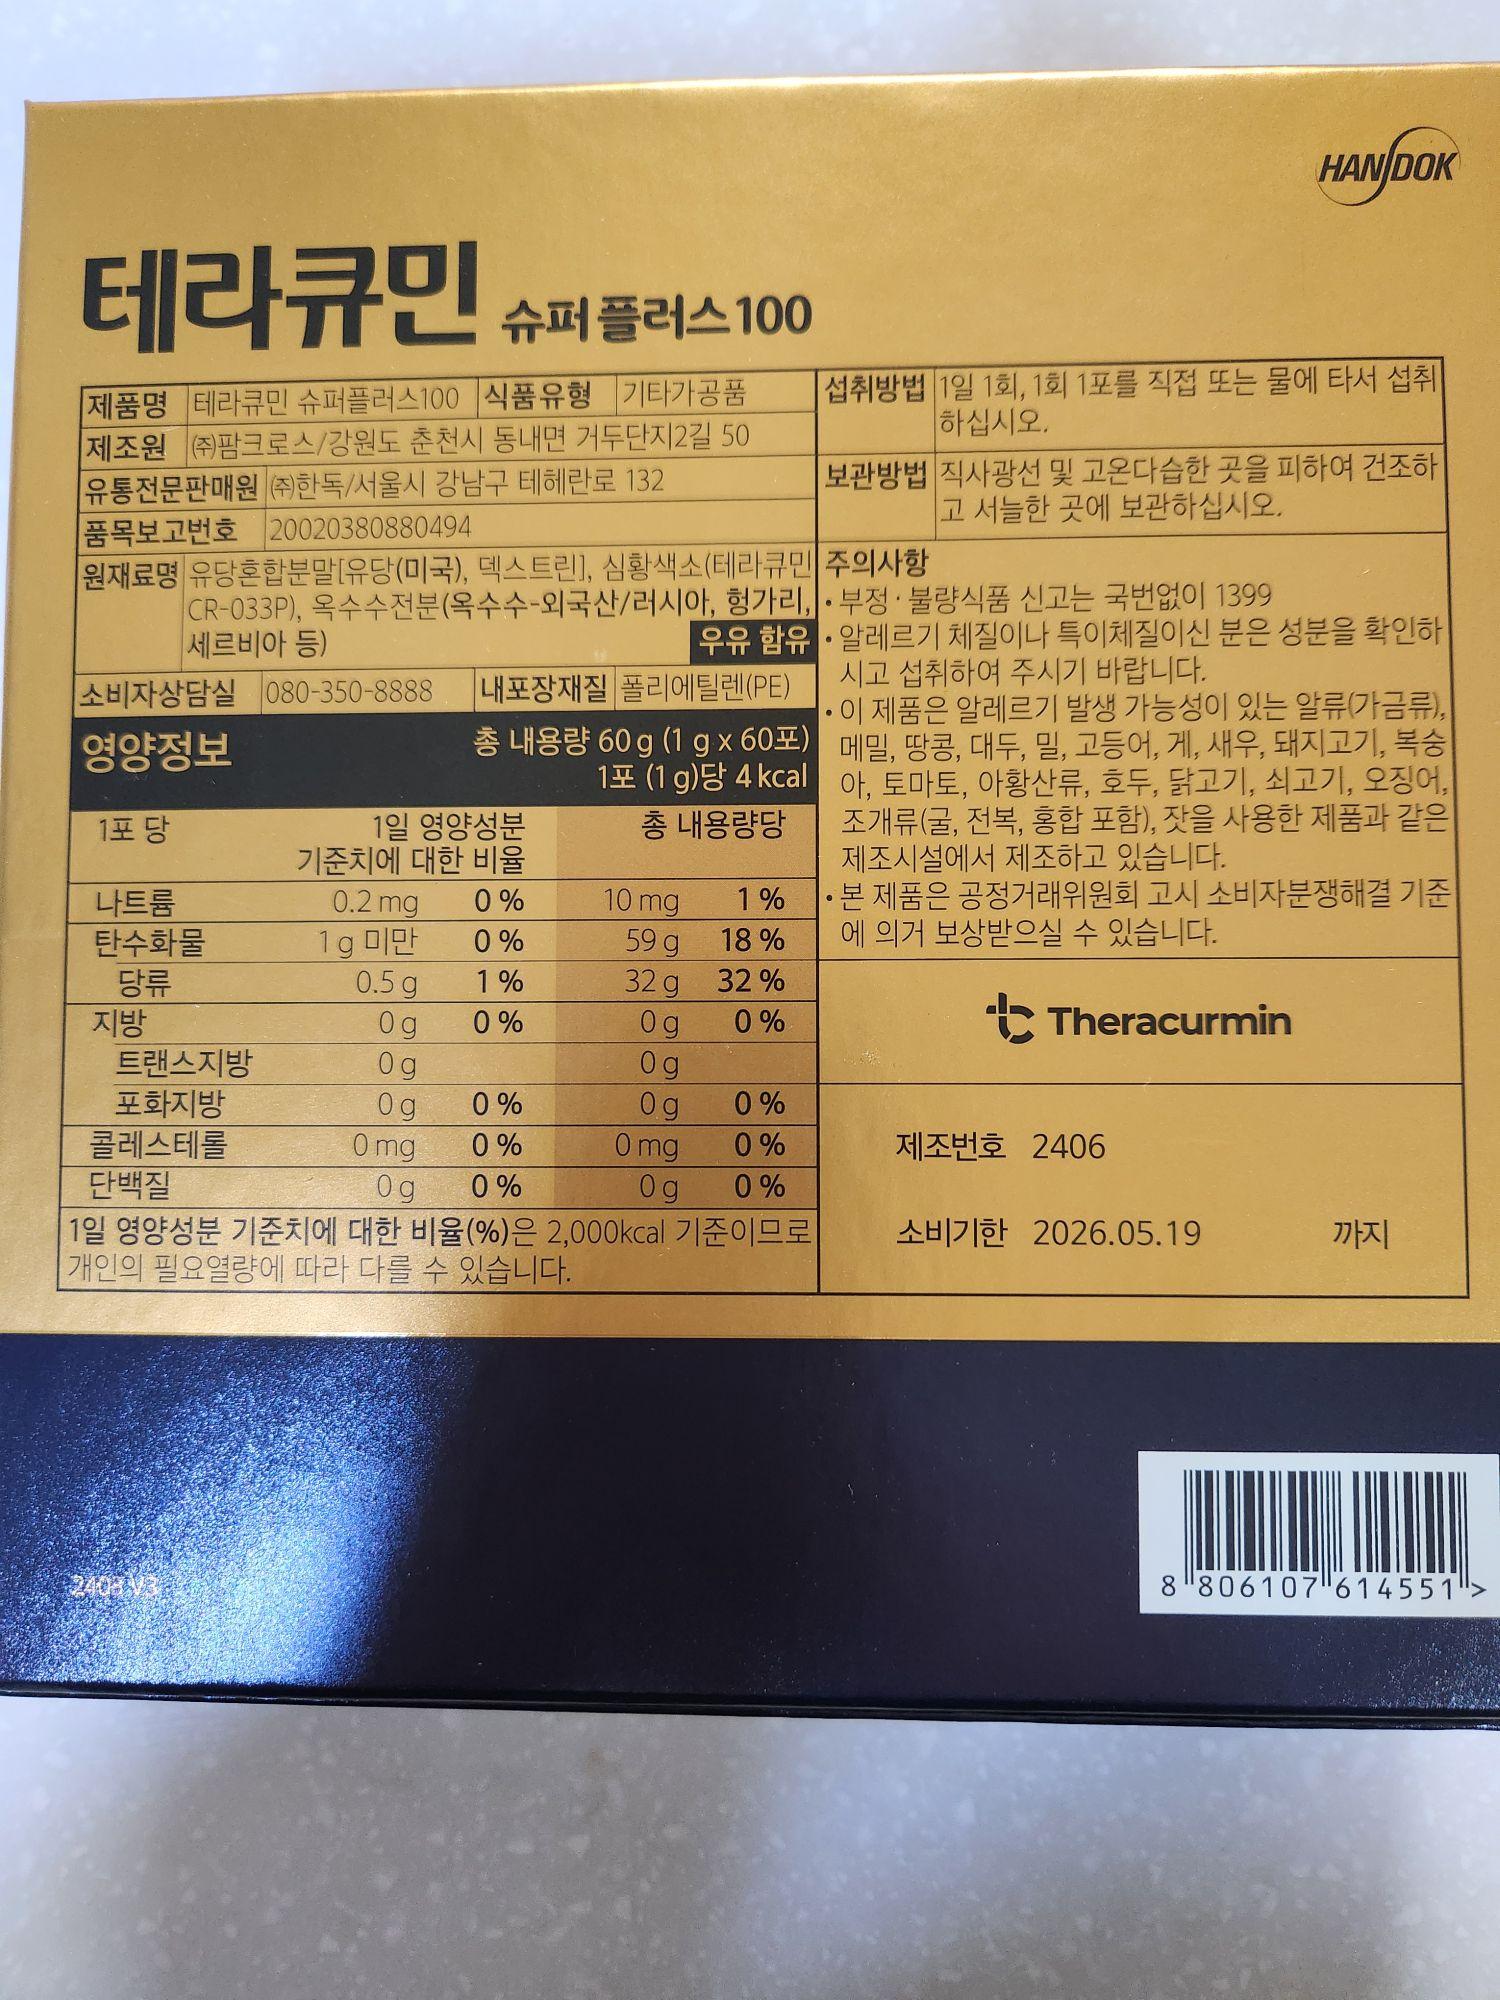 HANDOK
테라큐민 슈퍼 플러스 100
제품명 테라큐민 슈퍼플러스100 식품유형 기타가공품
제조원 ㈜팜크로스/강원도 춘천시 동내면 거두단지2길 50
유통전문판매원 ㈜한독/서울시 강남구 테헤란로 132
품목보고번호 20020380880494
원재료명 유당혼합분말[유당(미국), 덱스트린], 심황색소(테라큐민
CR-033P), 옥수수전분(옥수수-외국산/러시아, 헝가리,
세르비아 등) 우유 함유
소비자상담실 080-350-8888 내포장재질 폴리에틸렌(PE)
영양정보 총 내용량 60 g (1 g x 60포)
1포 (1 g)당 4 kcal
1포 당 1일 영양성분 총 내용량당
기준치에 대한 비율
나트륨 0.2 mg 0 % 10 mg 1 %
탄수화물 1 g 미만 0 % 59 g 18 %
당류 0.5 g 1 % 32 g 32 %
지방 0 g 0 % 0 g 0 %
트랜스지방 0 g 0 g
포화지방 0 g 0 % 0 g 0 %
콜레스테롤 0 mg 0 % 0 mg 0 %
단백질 0 g 0 % 0 g 0 %
1일 영양성분 기준치에 대한 비율(%)은 2,000kcal 기준이므로
개인의 필요열량에 따라 다를 수 있습니다.
섭취방법 1일 1회, 1회 1포를 직접 또는 물에 타서 섭취
하십시오.
보관방법 직사광선 및 고온다습한 곳을 피하여 건조하
고 서늘한 곳에 보관하십시오.
주의사항
• 부정 · 불량식품 신고는 국번없이 1399
• 알레르기 체질이나 특이체질이신 분은 성분을 확인하
시고 섭취하여 주시기 바랍니다.
• 이 제품은 알레르기 발생 가능성이 있는 알류(가금류),
메밀, 땅콩, 대두, 밀, 고등어, 게, 새우, 돼지고기, 복숭
아, 토마토, 아황산류, 호두, 닭고기, 쇠고기, 오징어,
조개류(굴, 전복, 홍합 포함), 잣을 사용한 제품과 같은
제조시설에서 제조하고 있습니다.
• 본 제품은 공정거래위원회 고시 소비자분쟁해결 기준
에 의거 보상받으실 수 있습니다.
Theracurmin
제조번호 2406
소비기한 2026.05.19 까지
8 806107 614551 >
V3